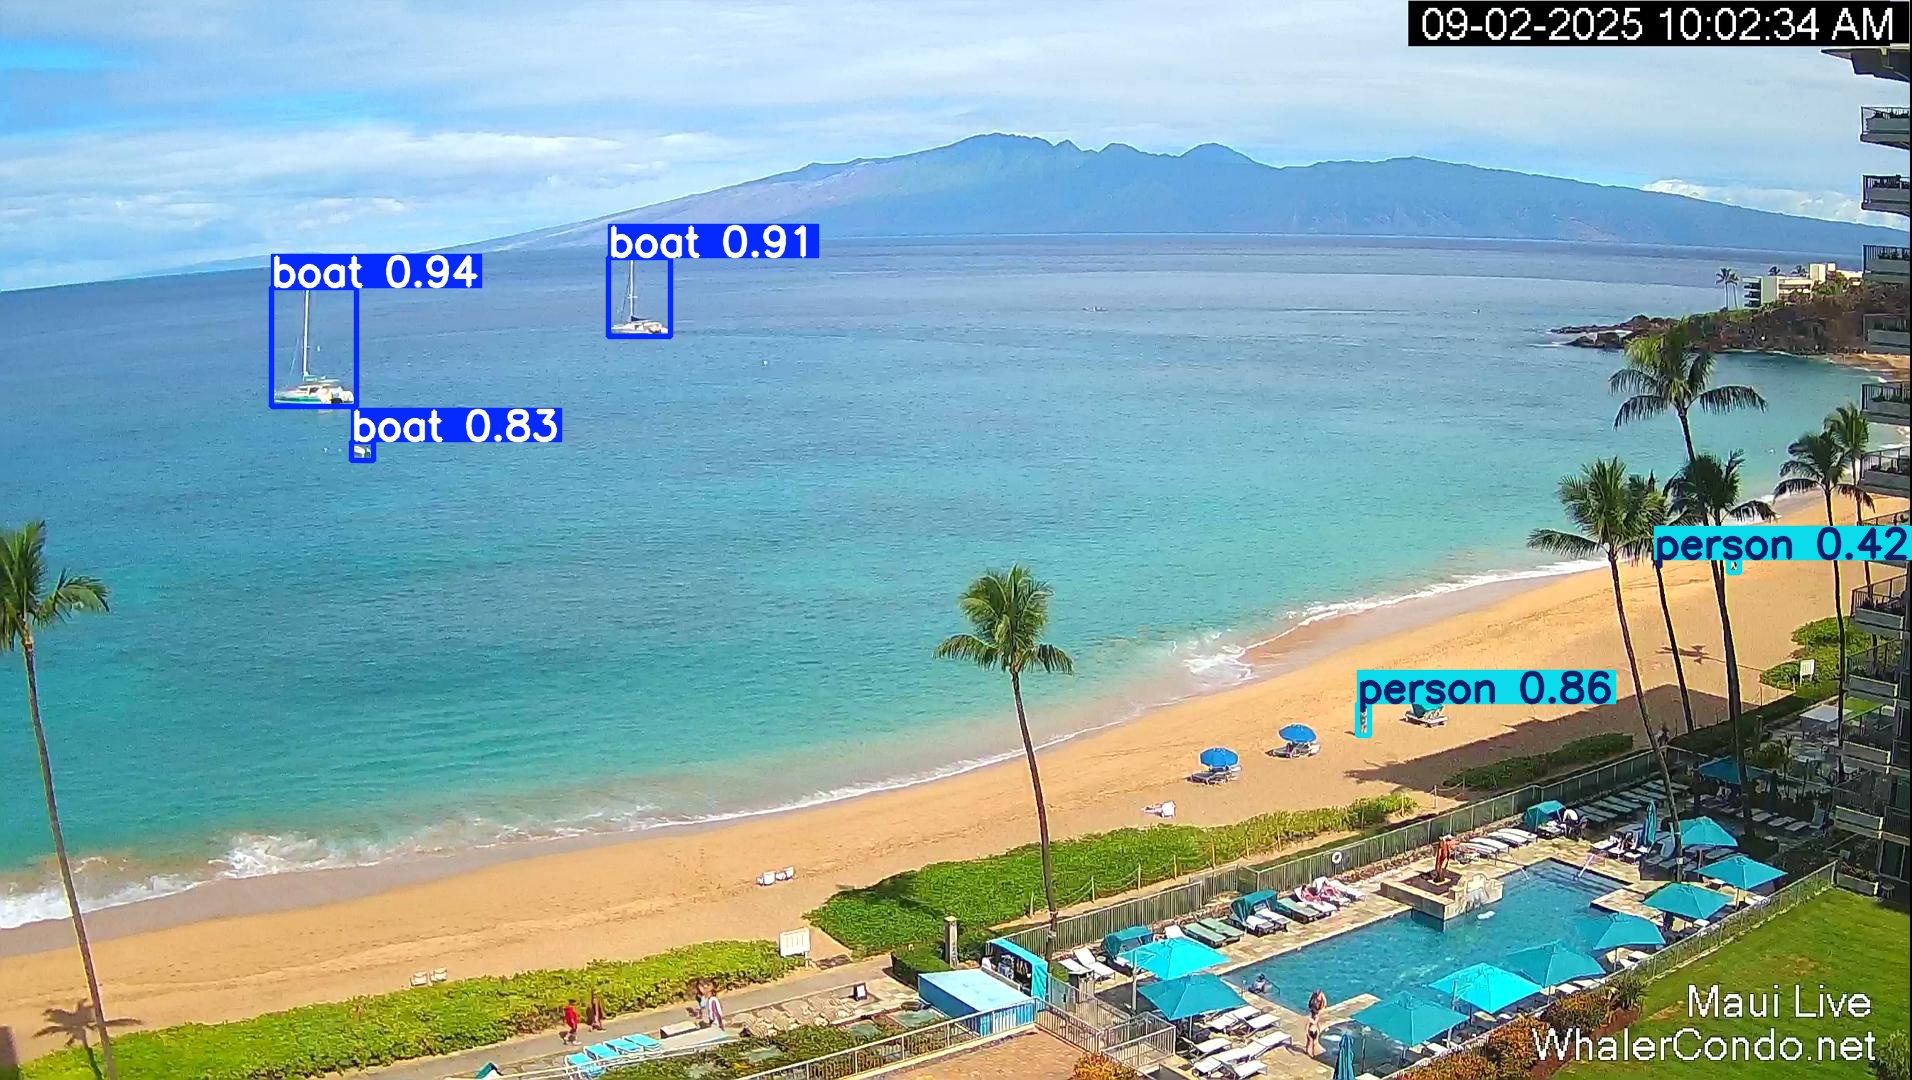 09-02-2025 10:02:34 AM
boat 0.91
boat 0.94
boat 0.83
person 0.42
person 0.86
Maui Live
WhalerCondo.net